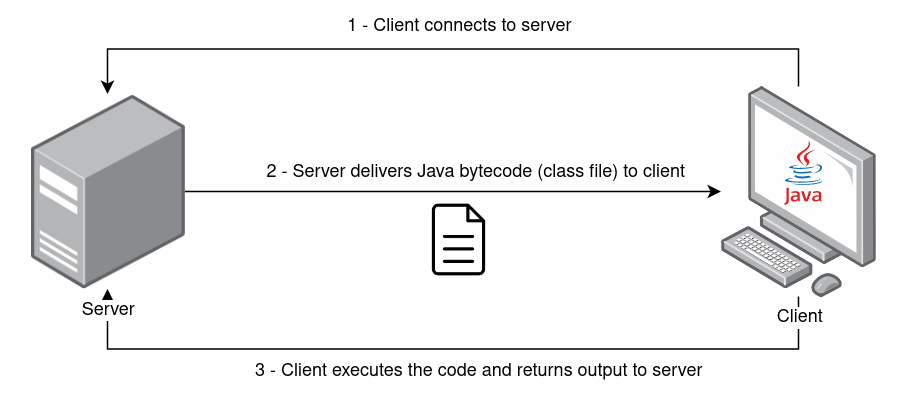 1 - Client connects to server
2 - Server delivers Java bytecode (class file) to client
Java
Server
Client
3 - Client executes the code and returns output to server